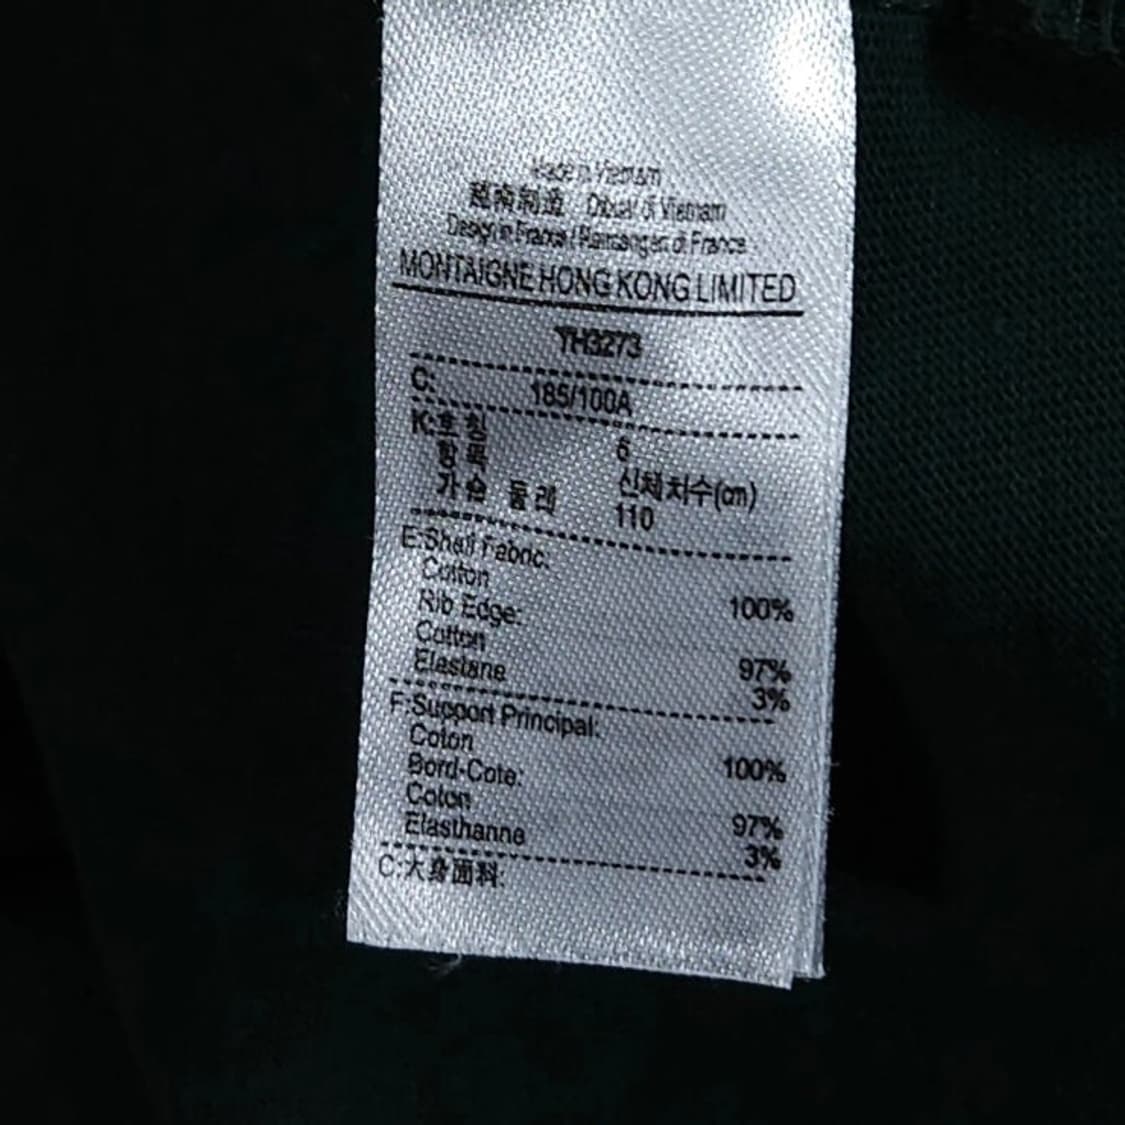 Made in Vietnam
越南制造 Dibuat di Vietnam
Design in France / Rancangan di France
MONTAIGNE HONG KONG LIMITED
TH3273
C: 185/100A
K: 호칭 6
항목 신체치수(cm)
가슴 둘레 110
E:Shell Fabric:
Cotton 100%
Rib Edge:
Cotton 97%
Elastane 3%
F:Support Principal:
Coton 100%
Bord-Cote:
Coton 97%
Elasthanne 3%
C:大身面料: